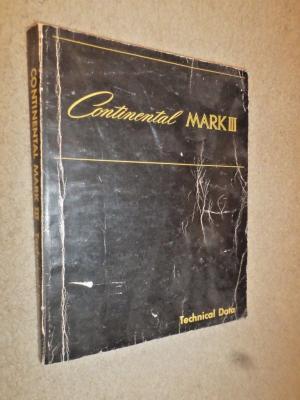 Continental MARK III
Technical Data
CONTINENTAL MARK III